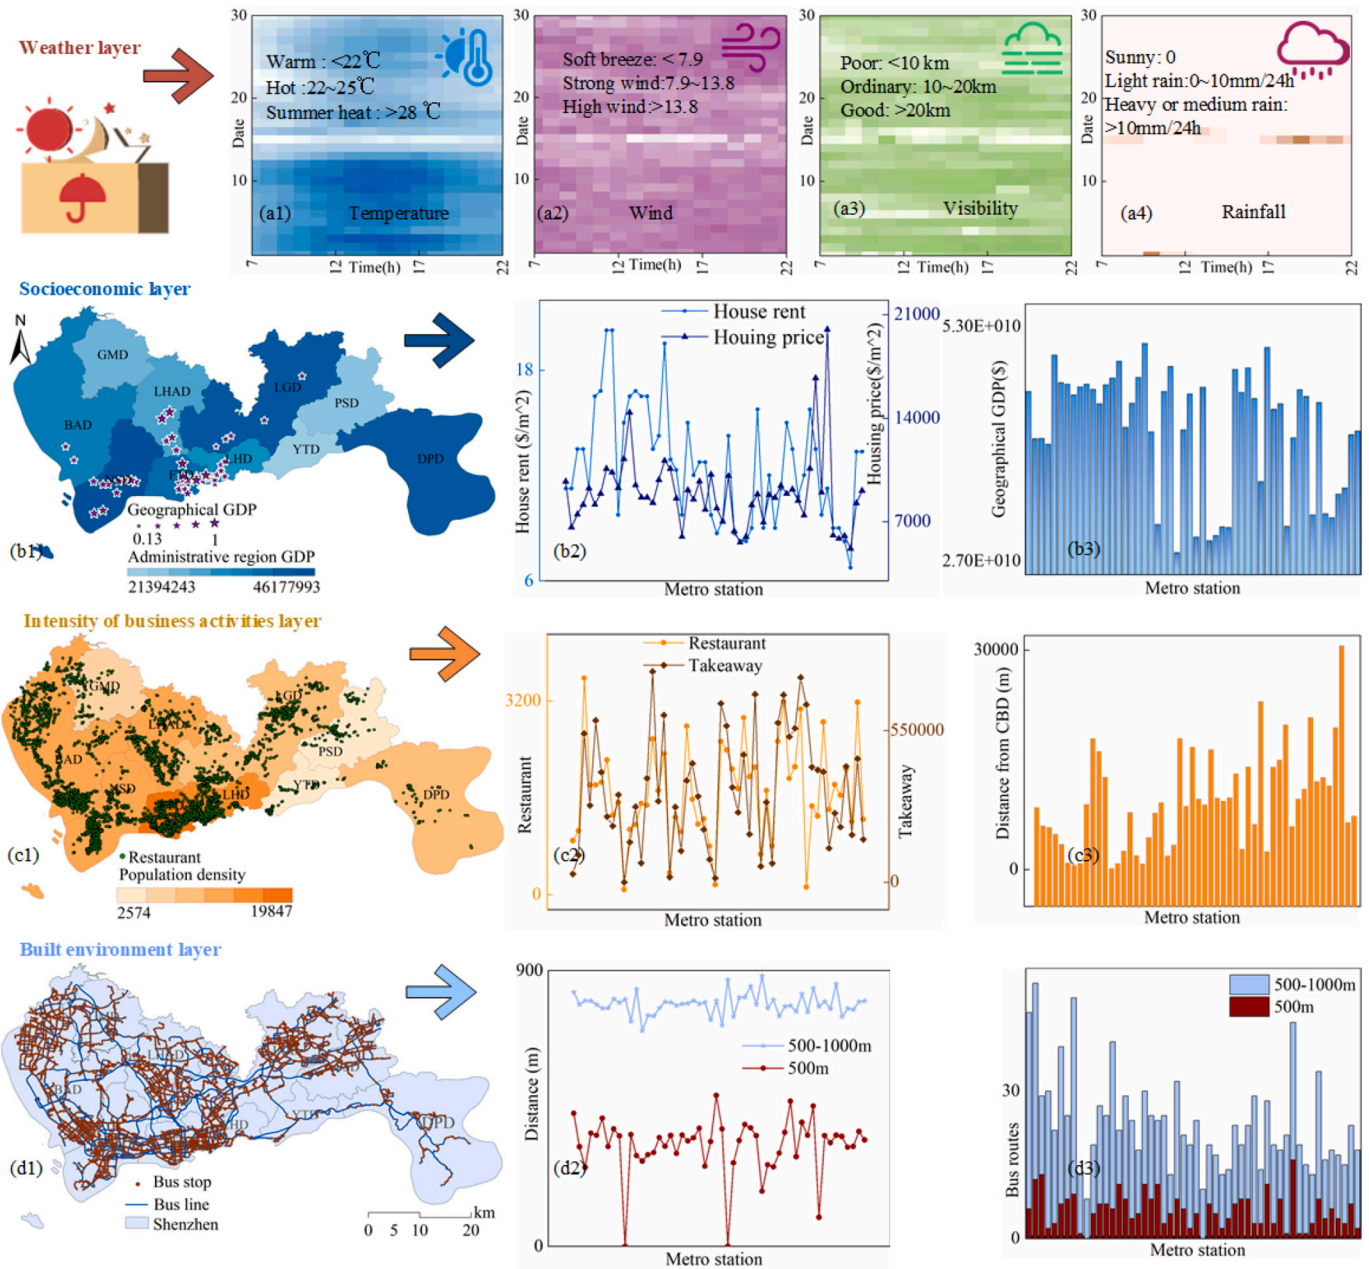 Weather layer
30
20
10
Date
Warm : <22℃
Hot :22~25℃
Summer heat : >28 ℃
(a1)
Temperature
7
12
Time(h)
17
22
30
20
10
Date
Soft breeze: < 7.9
Strong wind:7.9~13.8
High wind:>13.8
(a2)
Wind
7
12
Time(h)
17
22
30
20
10
Date
Poor: <10 km
Ordinary: 10~20km
Good: >20km
(a3)
Visibility
7
12
Time(h)
17
22
30
20
10
Date
Sunny: 0
Light rain:0~10mm/24h
Heavy or medium rain:
>10mm/24h
(a4)
Rainfall
7
12
Time(h)
17
22
Socioeconomic layer
N
GMD
LHAD
LGD
PSD
BAD
YTD
LHD
DPD
Geographical GDP
0.13
1
Administrative region GDP
21394243
46177993
(b1)
House rent
Houing price
18
6
House rent ($/m^2)
21000
14000
7000
Housing price($/m^2)
(b2)
Metro station
5.30E+010
2.70E+010
Geographical GDP($)
(b3)
Metro station
Intensity of business activities layer
GMD
LGD
LHAD
PSD
BAD
NSD
YTD
LHD
DPD
(c1)
Restaurant
Population density
2574
19847
Restaurant
Takeaway
3200
0
Restaurant
550000
0
Takeaway
(c2)
Metro station
30000
0
Distance from CBD (m)
(c3)
Metro station
Built environment layer
LHAD
BAD
YTD
LHD
DPD
(d1)
Bus stop
Bus line
Shenzhen
0
5
10
20
km
900
0
Distance (m)
500-1000m
500m
(d2)
Metro station
500-1000m
500m
30
0
Bus routes
(d3)
Metro station